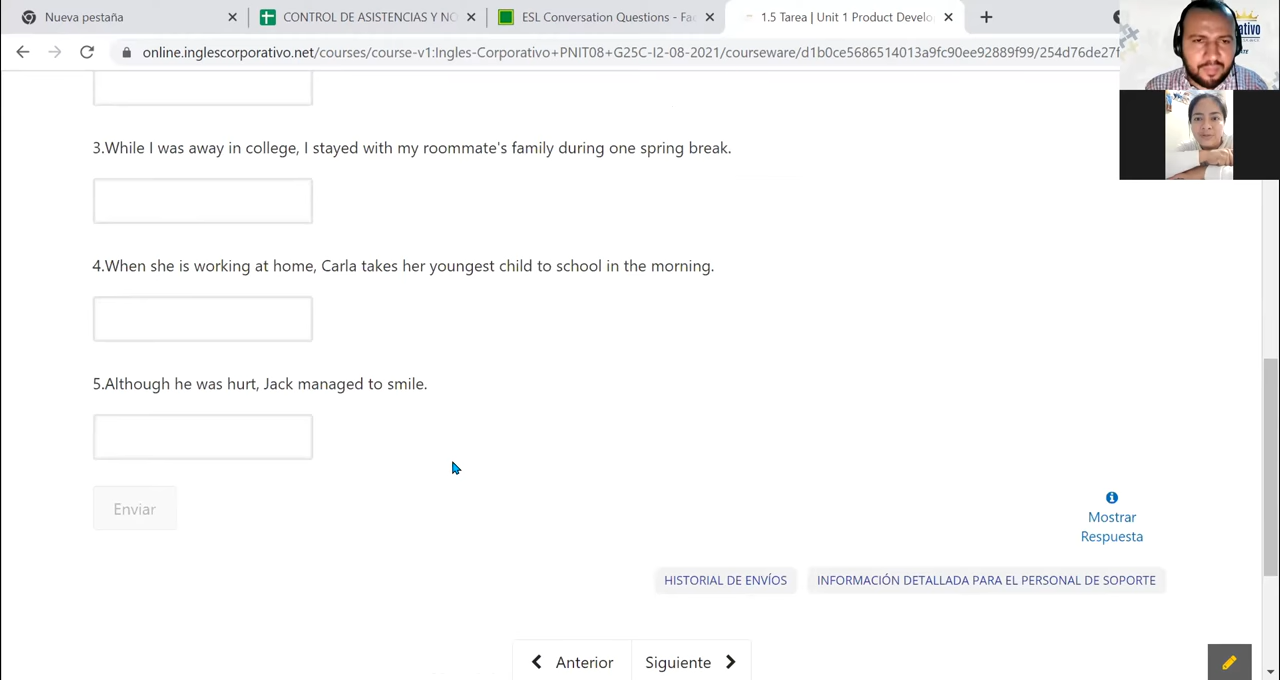 Nueva pestaña
CONTROL DE ASISTENCIAS Y NO
ESL Conversation Questions - Fac
1.5 Tarea | Unit 1 Product Develo
online.inglescorporativo.net/courses/course-v1:Ingles-Corporativo+PNIT08+G25C-I2-08-2021/courseware/d1b0ce5686514013a9fc90ee92889f99/254d76de27f
3.While I was away in college, I stayed with my roommate's family during one spring break.
4.When she is working at home, Carla takes her youngest child to school in the morning.
5.Although he was hurt, Jack managed to smile.
Enviar
Mostrar
Respuesta
HISTORIAL DE ENVÍOS
INFORMACIÓN DETALLADA PARA EL PERSONAL DE SOPORTE
Anterior
Siguiente